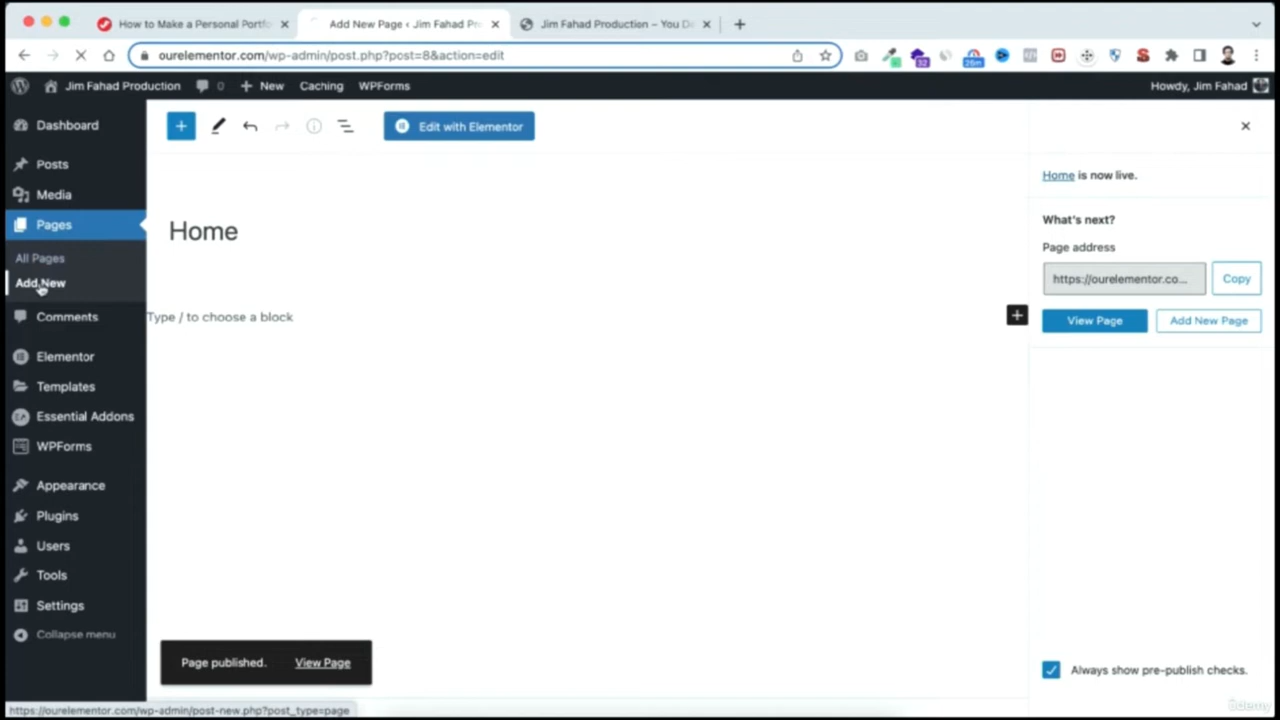 How to Make a Personal Portfo
Add New Page ‹ Jim Fahad Pro
Jim Fahad Production – You De
ourelementor.com/wp-admin/post.php?post=8&action=edit
Jim Fahad Production
0
New
Caching
WPForms
Howdy, Jim Fahad
Dashboard
Posts
Media
Pages
All Pages
Add New
Comments
Elementor
Templates
Essential Addons
WPForms
Appearance
Plugins
Users
Tools
Settings
Collapse menu
Edit with Elementor
Home
Type / to choose a block
Home is now live.
What's next?
Page address
https://ourelementor.co...
Copy
View Page
Add New Page
Page published.
View Page
Always show pre-publish checks.
https://ourelementor.com/wp-admin/post-new.php?post_type=page
ûdemy